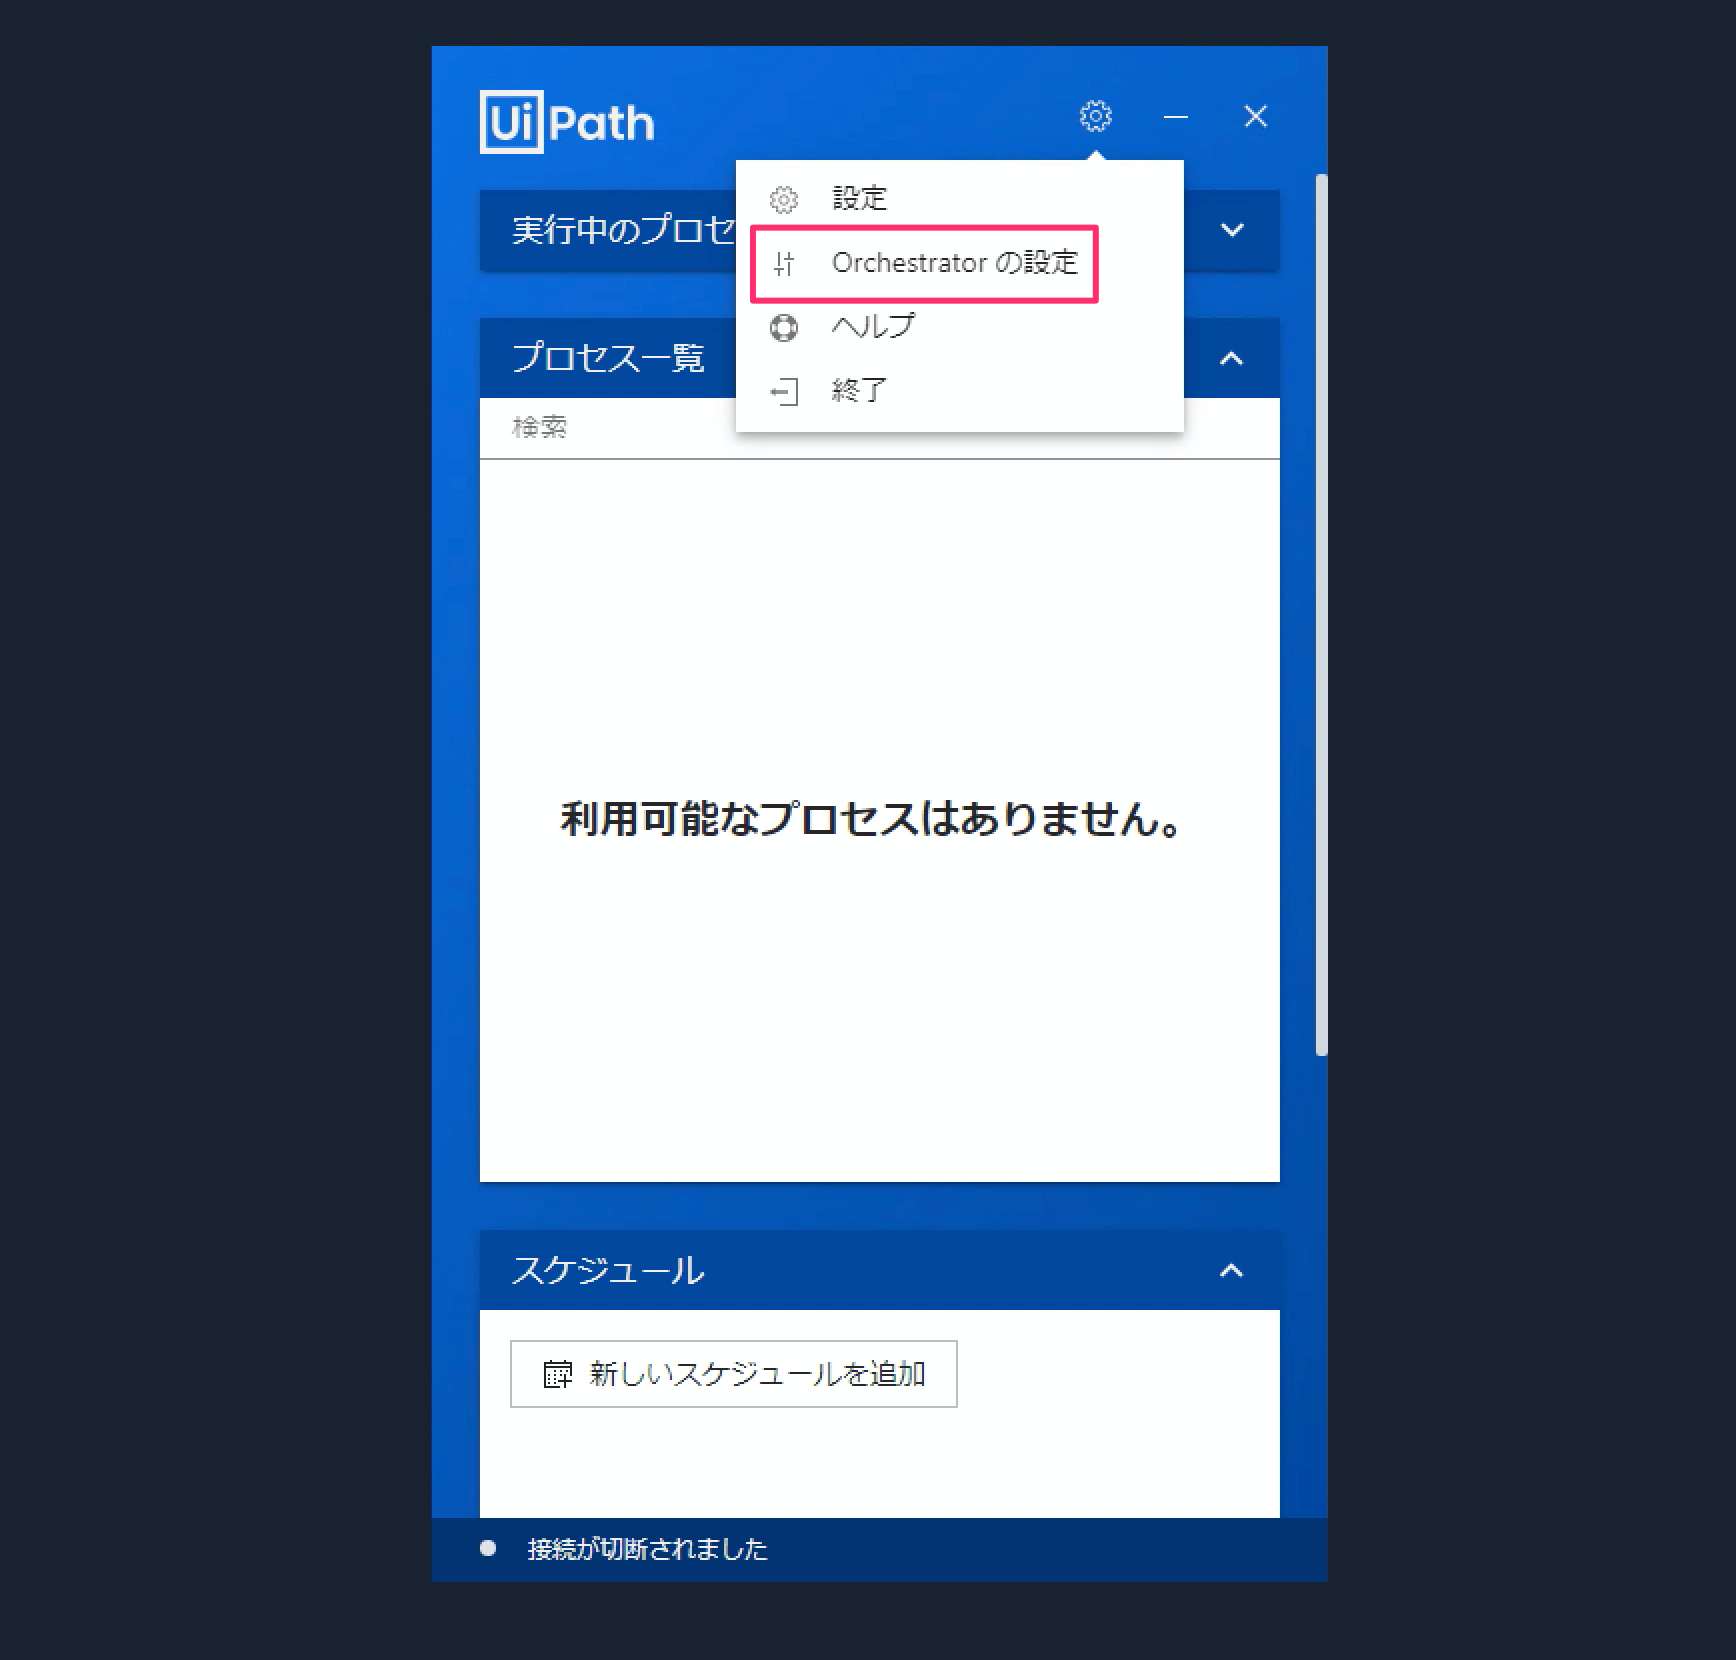 UiPath
設定
実行中のプロセ
Orchestrator の設定
ヘルプ
プロセス一覧
終了
検索
利用可能なプロセスはありません。
スケジュール
新しいスケジュールを追加
接続が切断されました